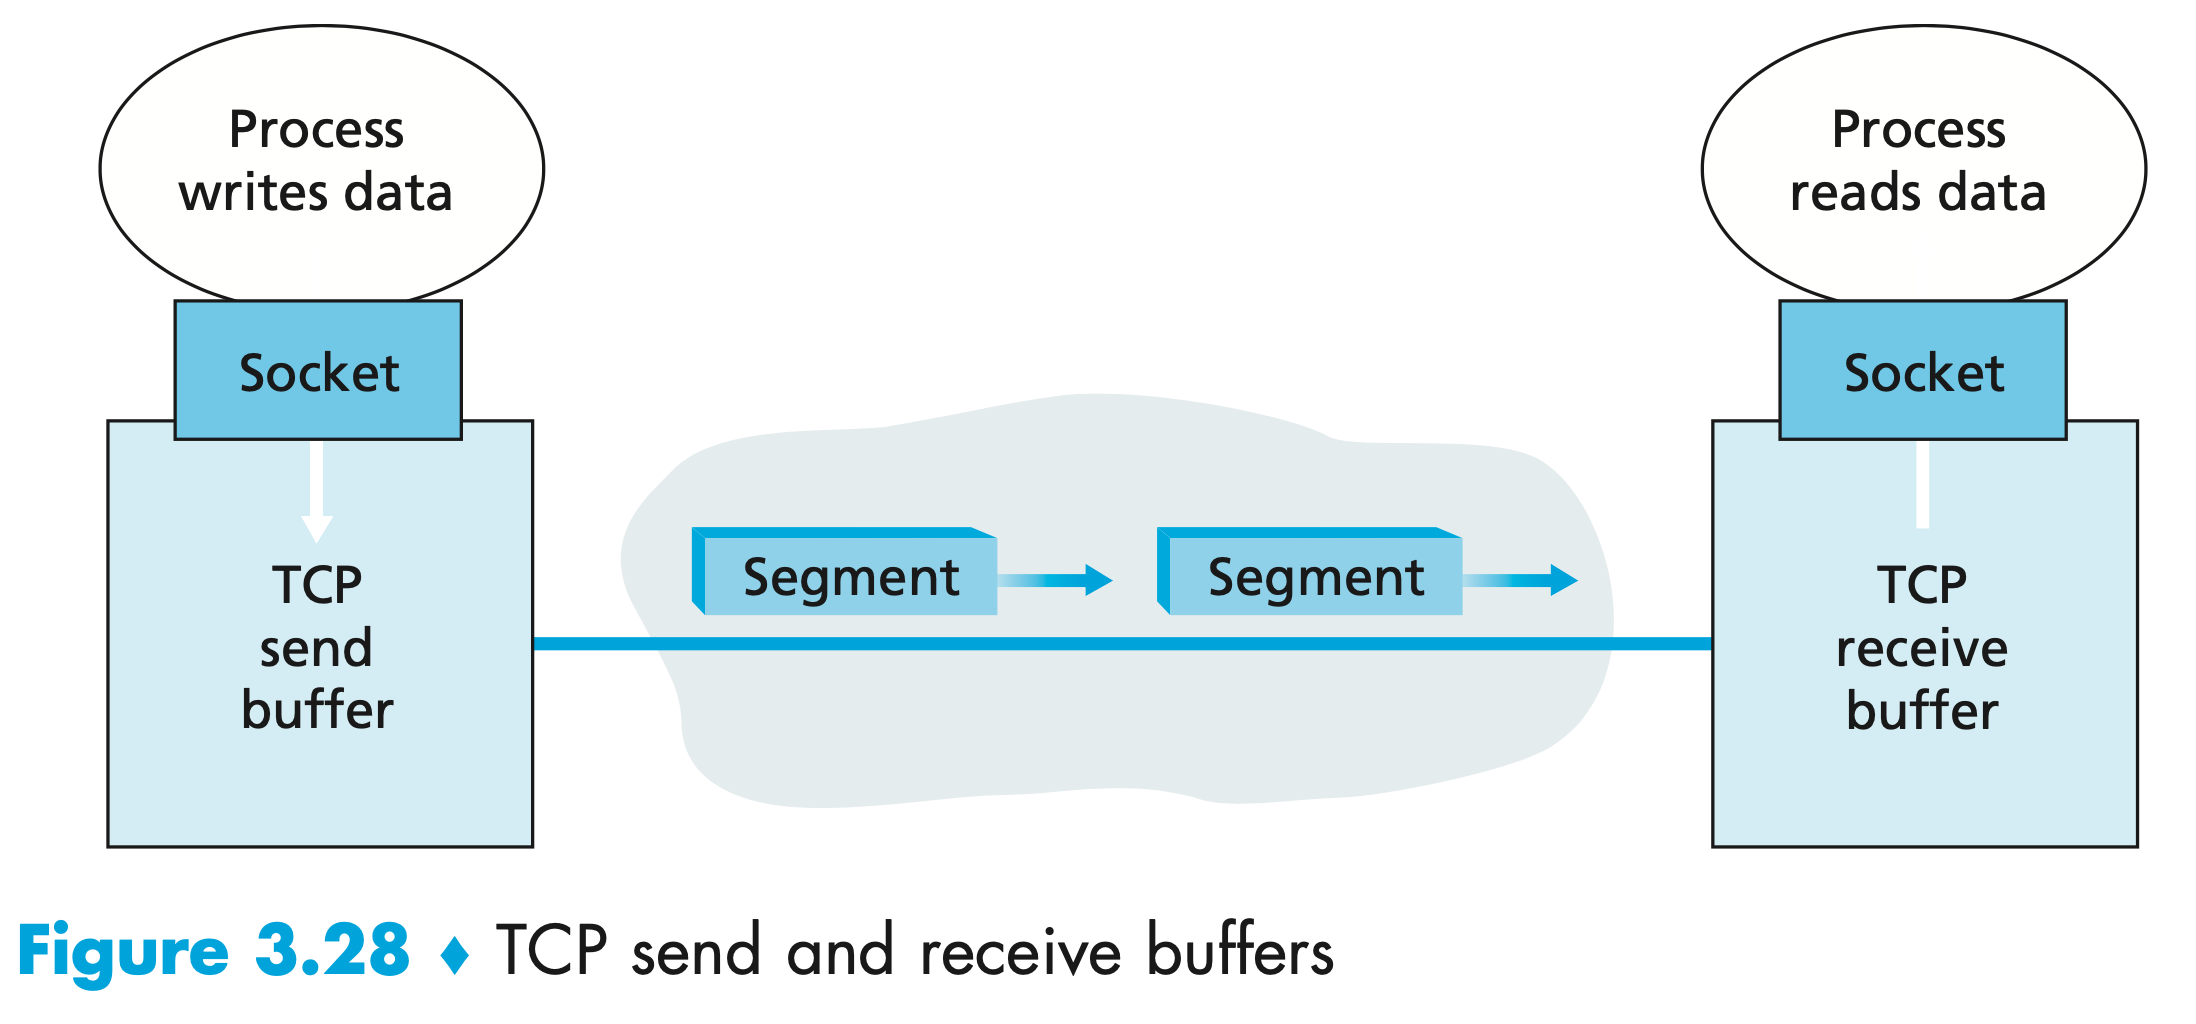 Process
writes data
Socket
TCP
send
buffer
Segment
Segment
Process
reads data
Socket
TCP
receive
buffer
Figure 3.28 ♦ TCP send and receive buffers